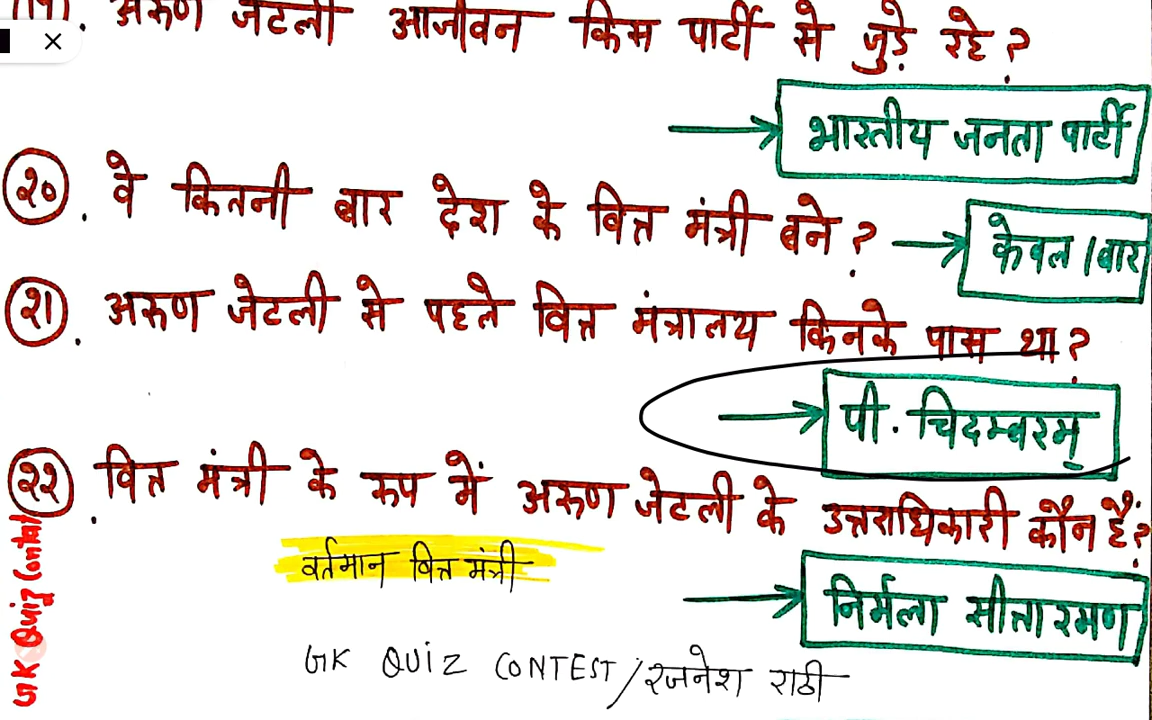 अरुण जेटली आजीवन किस पार्टी से जुड़े रहे?
→ भारतीय जनता पार्टी
२०. वे कितनी बार देश के वित्त मंत्री बने? → केवल 1 बार
२१. अरुण जेटली से पहले वित्त मंत्रालय किनके पास था?
→ पी. चिदम्बरम्
२२. वित्त मंत्री के रूप में अरुण जेटली के उत्तराधिकारी कौन हैं?
वर्तमान वित्त मंत्री
→ निर्मला सीतारमण
GK QUIZ CONTEST/रजनेश राठी
GK Quiz Contest